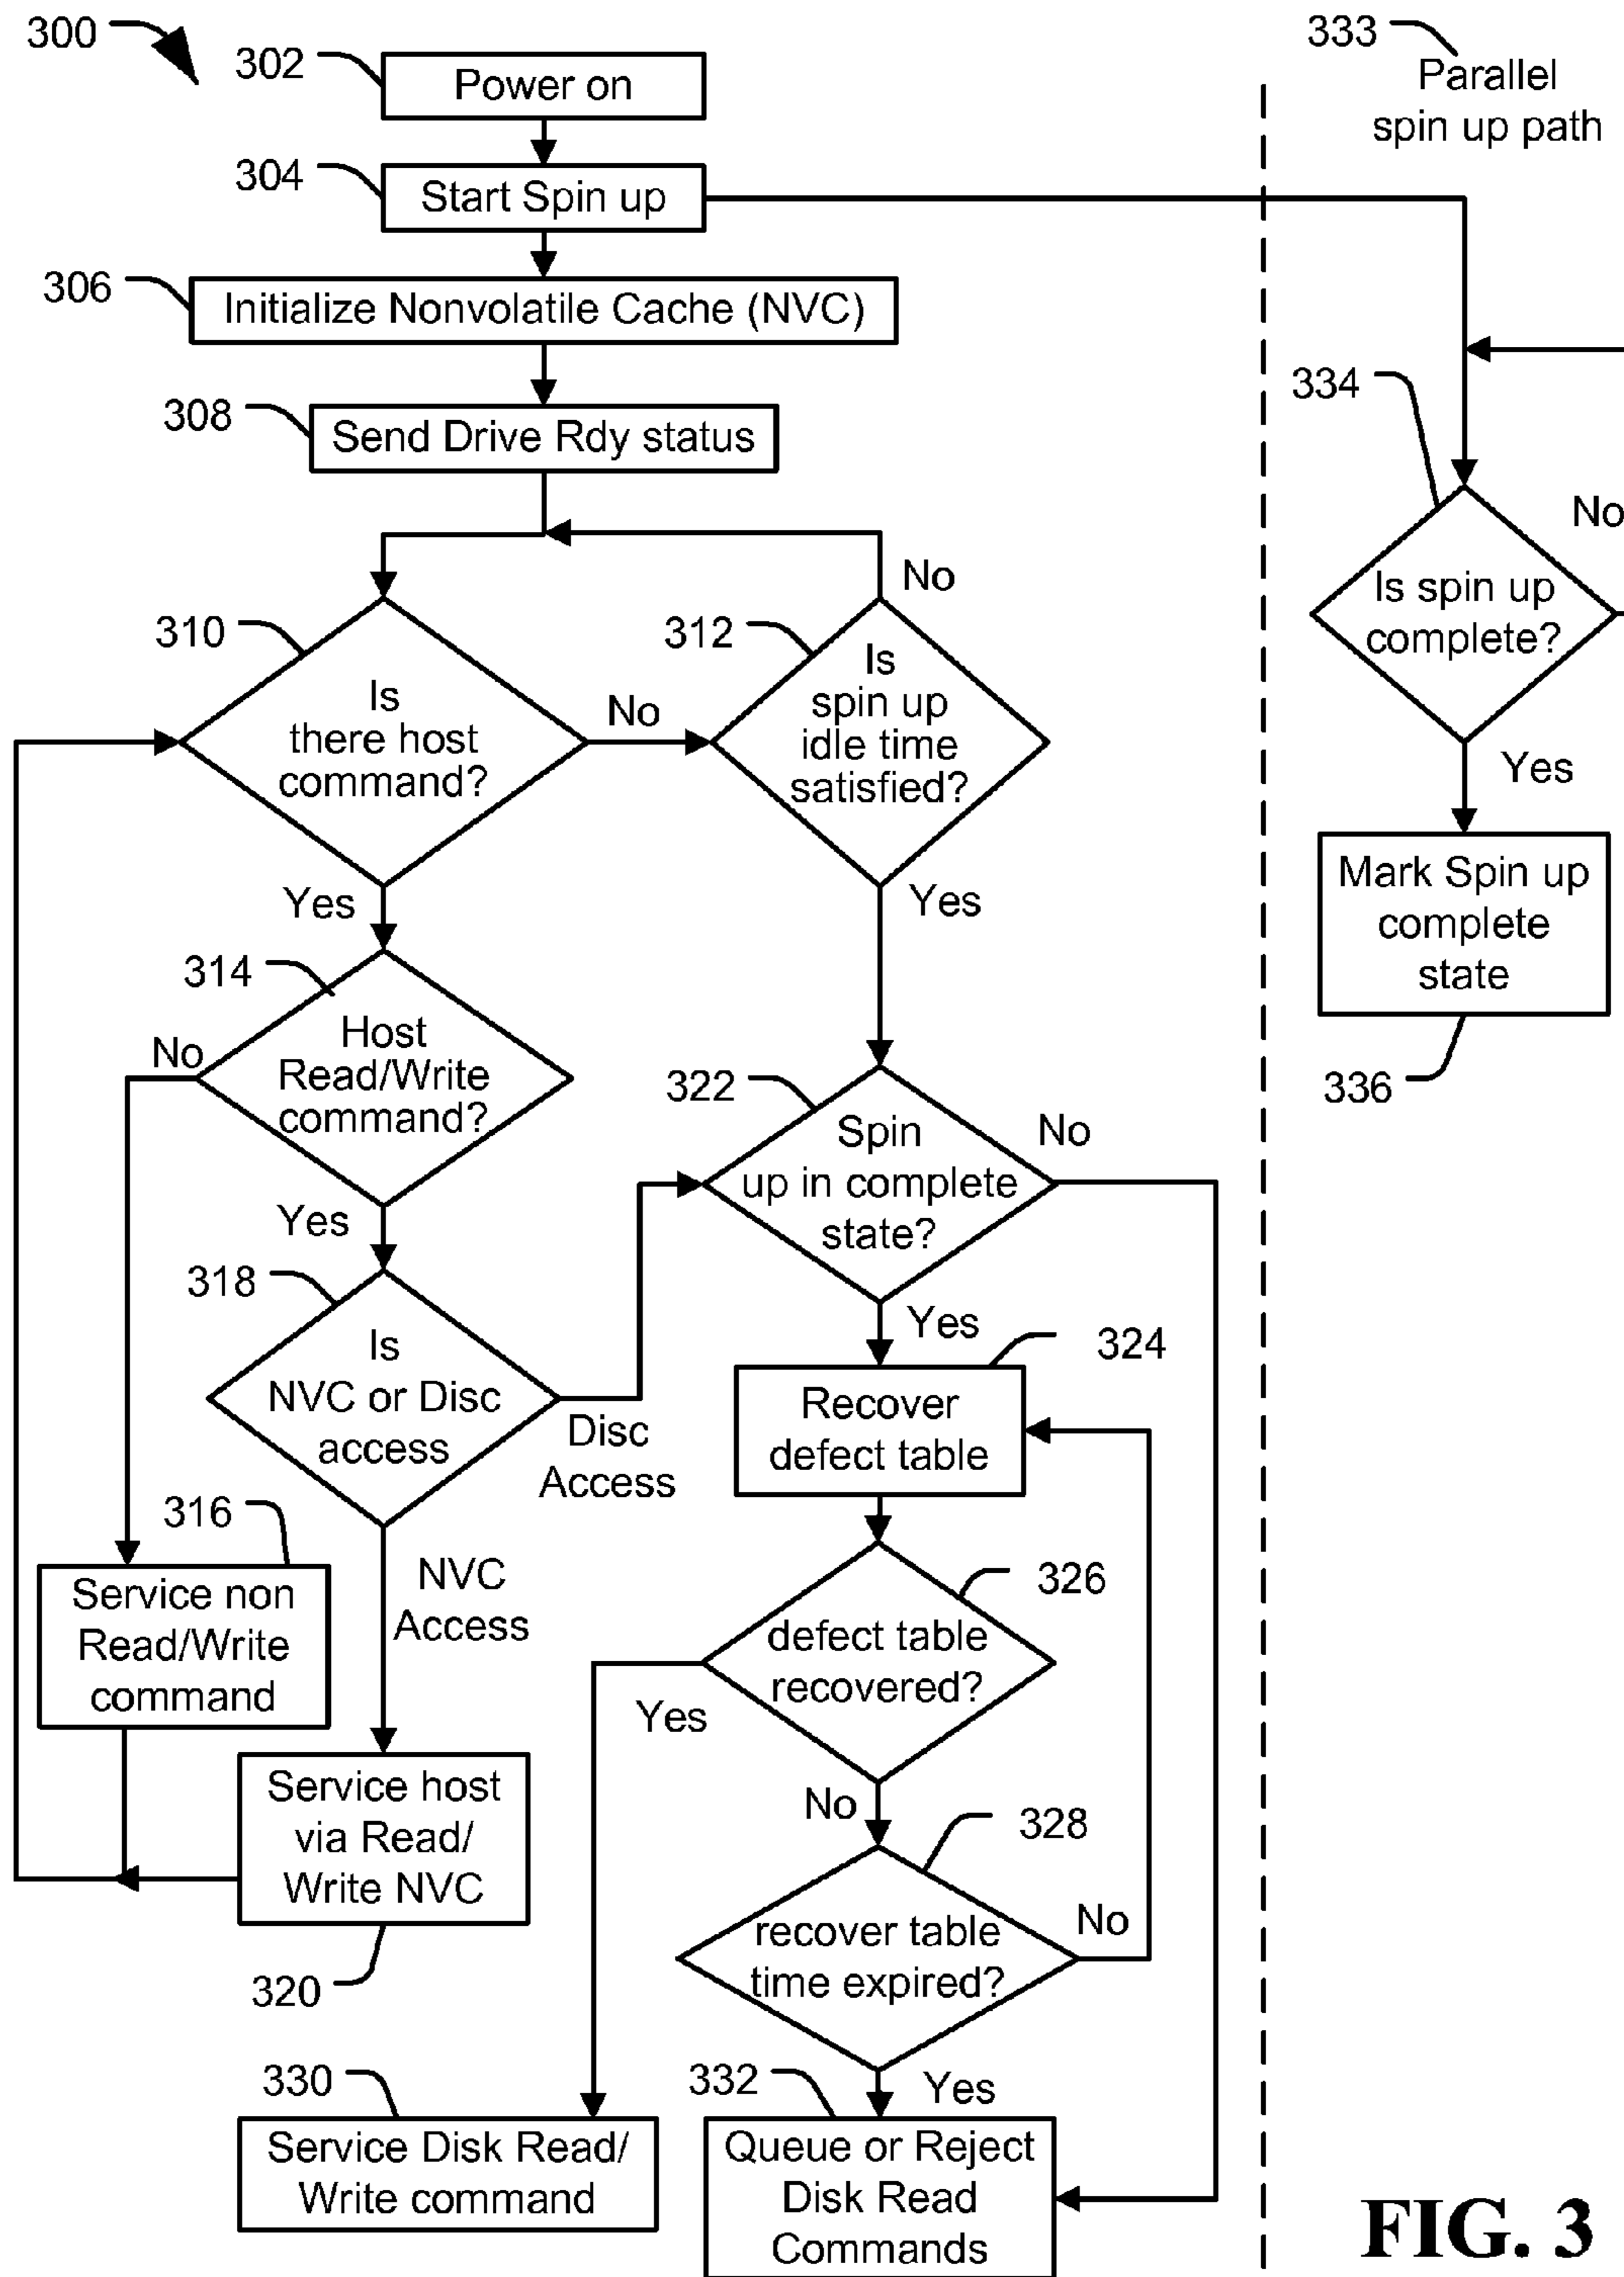 300
302
Power on
333
Parallel
spin up path
304
Start Spin up
306
Initialize Nonvolatile Cache (NVC)
308
Send Drive Rdy status
334
No
Is spin up
complete?
Yes
Mark Spin up
complete
state
336
310
Is
there host
command?
No
Yes
312
No
Is
spin up
idle time
satisfied?
Yes
314
Host
Read/Write
command?
No
Yes
318
Is
NVC or Disc
access
Disc
Access
NVC
Access
316
Service non
Read/Write
command
Service host
via Read/
Write NVC
320
322
Spin
up in complete
state?
No
Yes
324
Recover
defect table
326
defect table
recovered?
Yes
No
328
recover table
time expired?
No
Yes
330
Service Disk Read/
Write command
332
Queue or Reject
Disk Read
Commands
FIG. 3